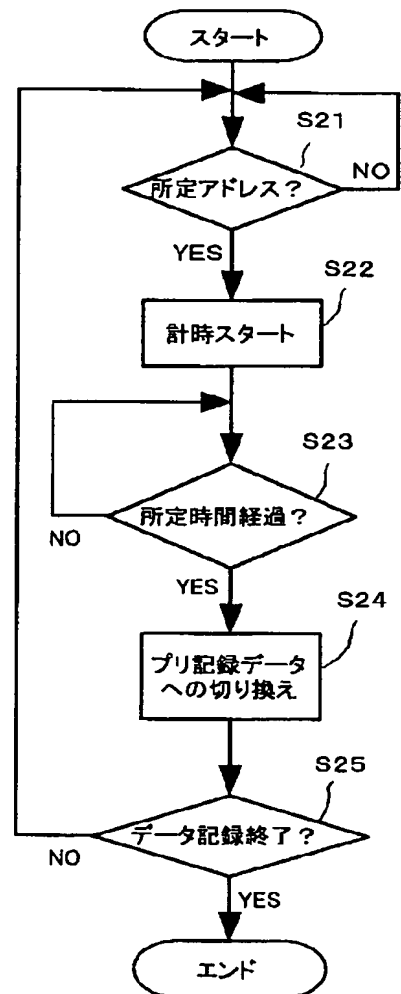 スタート
S21
所定アドレス？
NO
YES
S22
計時スタート
S23
所定時間経過？
NO
YES
S24
プリ記録データ
への切り換え
S25
データ記録終了？
NO
YES
エンド